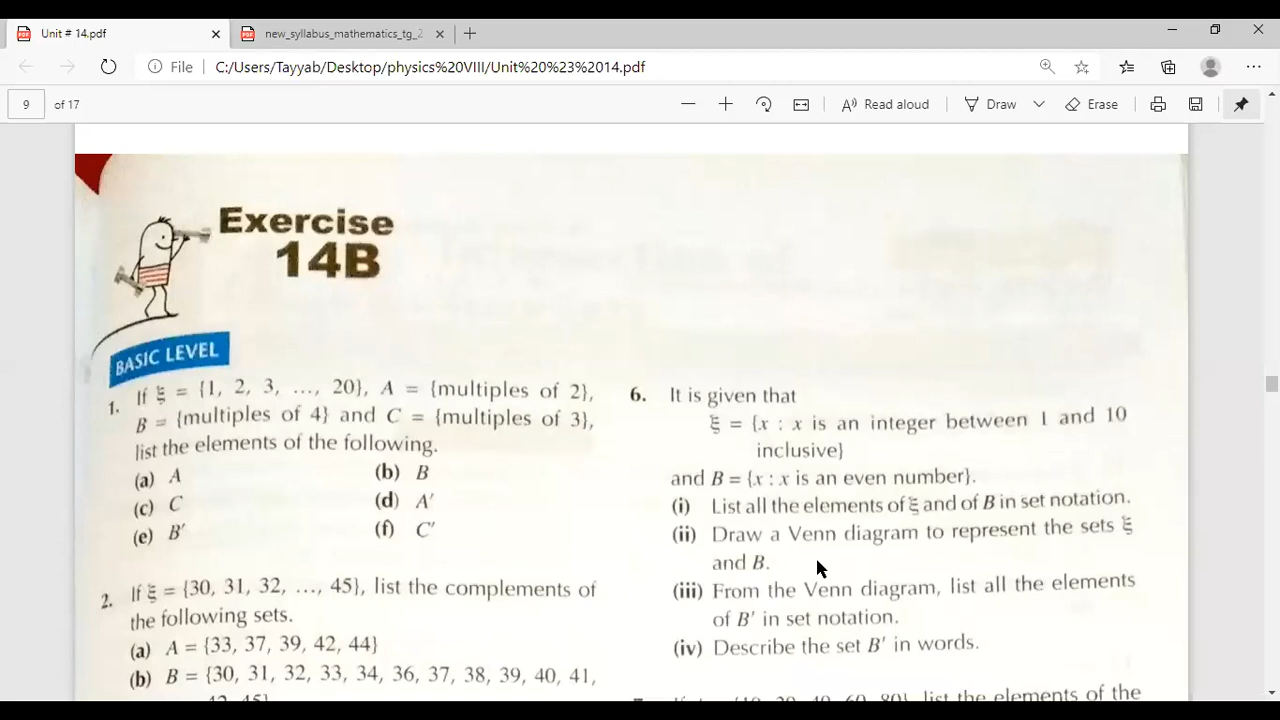 Unit # 14.pdf
new_syllabus_mathematics_tg_2
File
C:/Users/Tayyab/Desktop/physics%20VIII/Unit%20%23%2014.pdf
9 of 17
Read aloud
Draw
Erase
Exercise
14B
BASIC LEVEL
1. If ξ = {1, 2, 3, ..., 20}, A = {multiples of 2},
B = {multiples of 4} and C = {multiples of 3},
list the elements of the following.
(a) A (b) B
(c) C (d) A′
(e) B′ (f) C′
2. If ξ = {30, 31, 32, ..., 45}, list the complements of
the following sets.
(a) A = {33, 37, 39, 42, 44}
(b) B = {30, 31, 32, 33, 34, 36, 37, 38, 39, 40, 41,
6. It is given that
ξ = {x : x is an integer between 1 and 10
inclusive}
and B = {x : x is an even number}.
(i) List all the elements of ξ and of B in set notation.
(ii) Draw a Venn diagram to represent the sets ξ
and B.
(iii) From the Venn diagram, list all the elements
of B′ in set notation.
(iv) Describe the set B′ in words.
list the elements of the